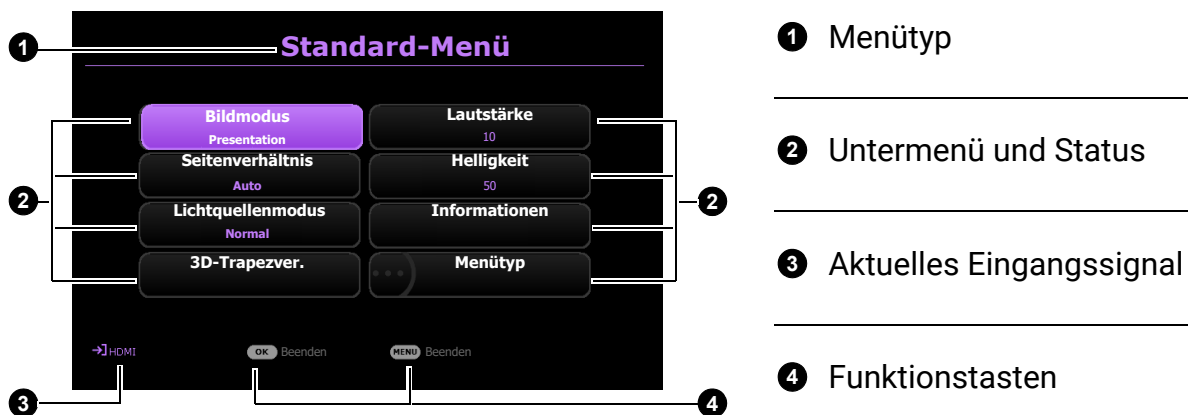 1 Standard-Menü
Bildmodus
Presentation
Lautstärke
10
Seitenverhältnis
Auto
Helligkeit
50
2
2
Lichtquellenmodus
Normal
Informationen
3D-Trapezver.
Menütyp
HDMI
OK Beenden
MENU Beenden
3
4
1 Menütyp
2 Untermenü und Status
3 Aktuelles Eingangssignal
4 Funktionstasten